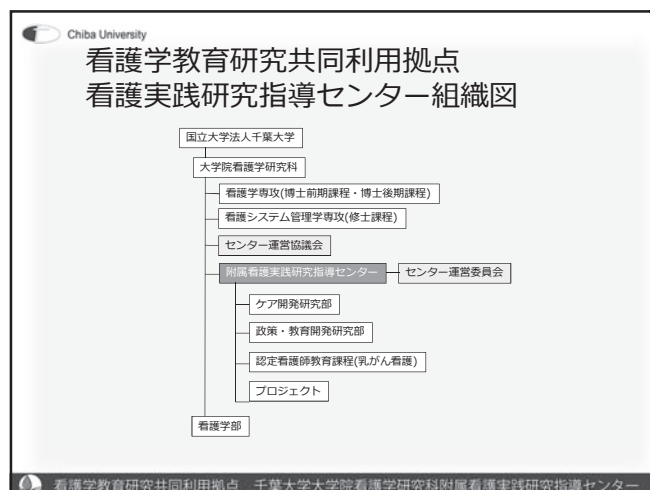 Chiba University
看護学教育研究共同利用拠点
看護実践研究指導センター組織図
国立大学法人千葉大学
大学院看護学研究科
看護学専攻(博士前期課程・博士後期課程)
看護システム管理学専攻(修士課程)
センター運営協議会
附属看護実践研究指導センター
センター運営委員会
ケア開発研究部
政策・教育開発研究部
認定看護師教育課程(乳がん看護)
プロジェクト
看護学部
看護学教育研究共同利用拠点 千葉大学大学院看護学研究科附属看護実践研究指導センター